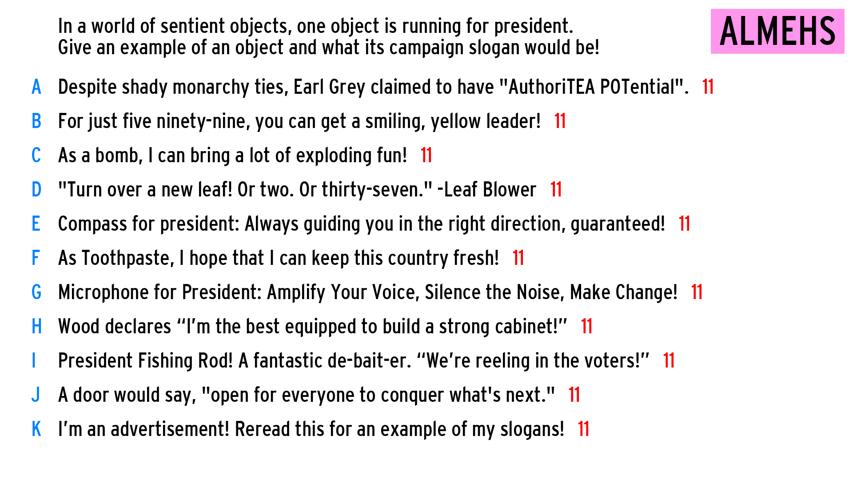 In a world of sentient objects, one object is running for president.
Give an example of an object and what its campaign slogan would be!
ALMEHS
A Despite shady monarchy ties, Earl Grey claimed to have "AuthoriTEA POTential". 11
B For just five ninety-nine, you can get a smiling, yellow leader! 11
C As a bomb, I can bring a lot of exploding fun! 11
D "Turn over a new leaf! Or two. Or thirty-seven." -Leaf Blower 11
E Compass for president: Always guiding you in the right direction, guaranteed! 11
F As Toothpaste, I hope that I can keep this country fresh! 11
G Microphone for President: Amplify Your Voice, Silence the Noise, Make Change! 11
H Wood declares “I’m the best equipped to build a strong cabinet!” 11
I President Fishing Rod! A fantastic de-bait-er. “We’re reeling in the voters!” 11
J A door would say, "open for everyone to conquer what's next." 11
K I’m an advertisement! Reread this for an example of my slogans! 11